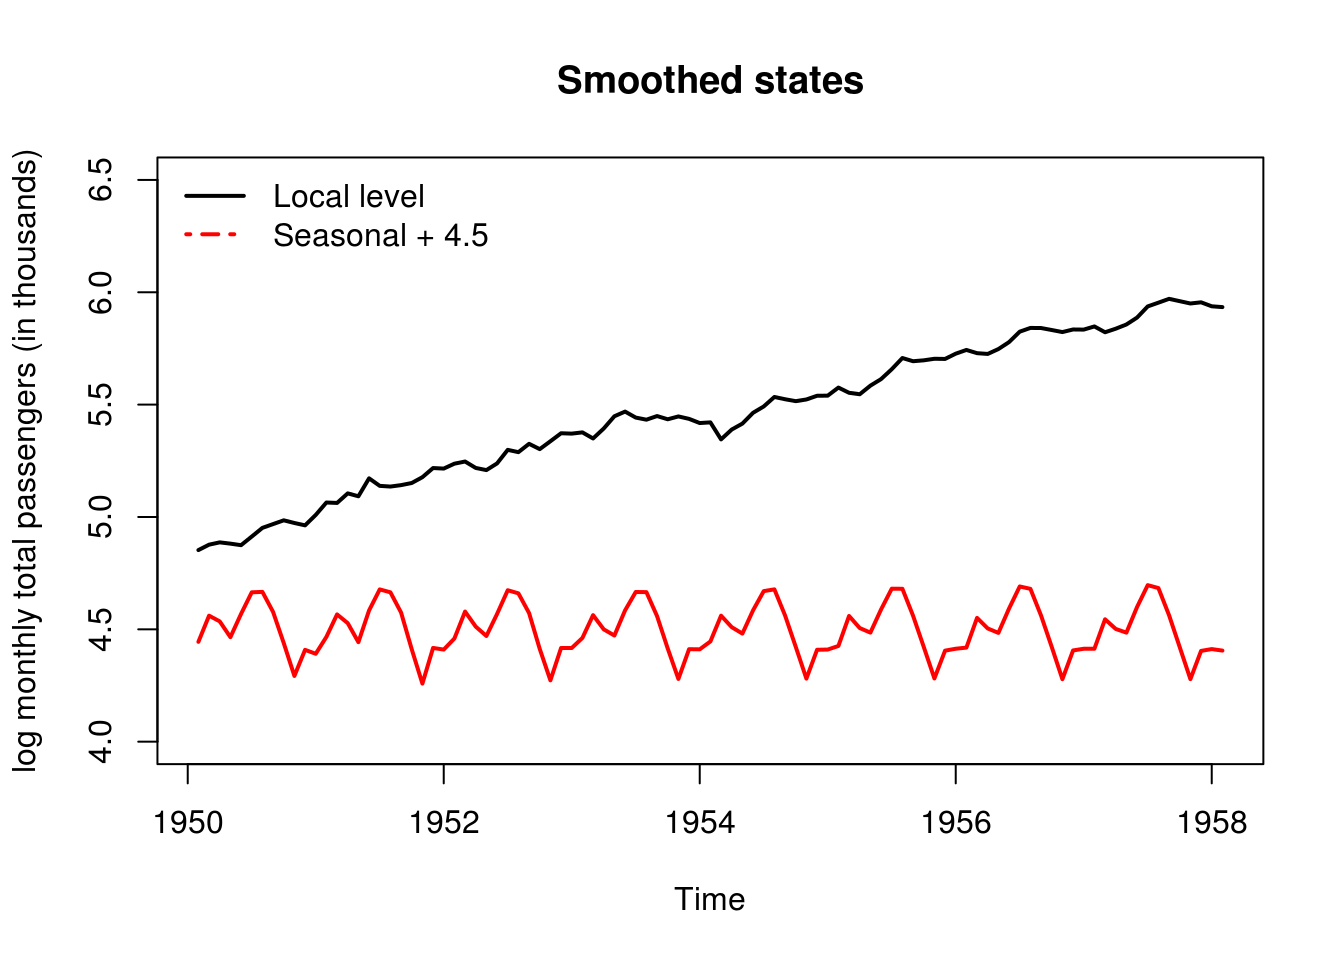 Smoothed states
log monthly total passengers (in thousands)
6.5
6.0
5.5
5.0
4.5
4.0
Local level
Seasonal + 4.5
1950 1952 1954 1956 1958
Time